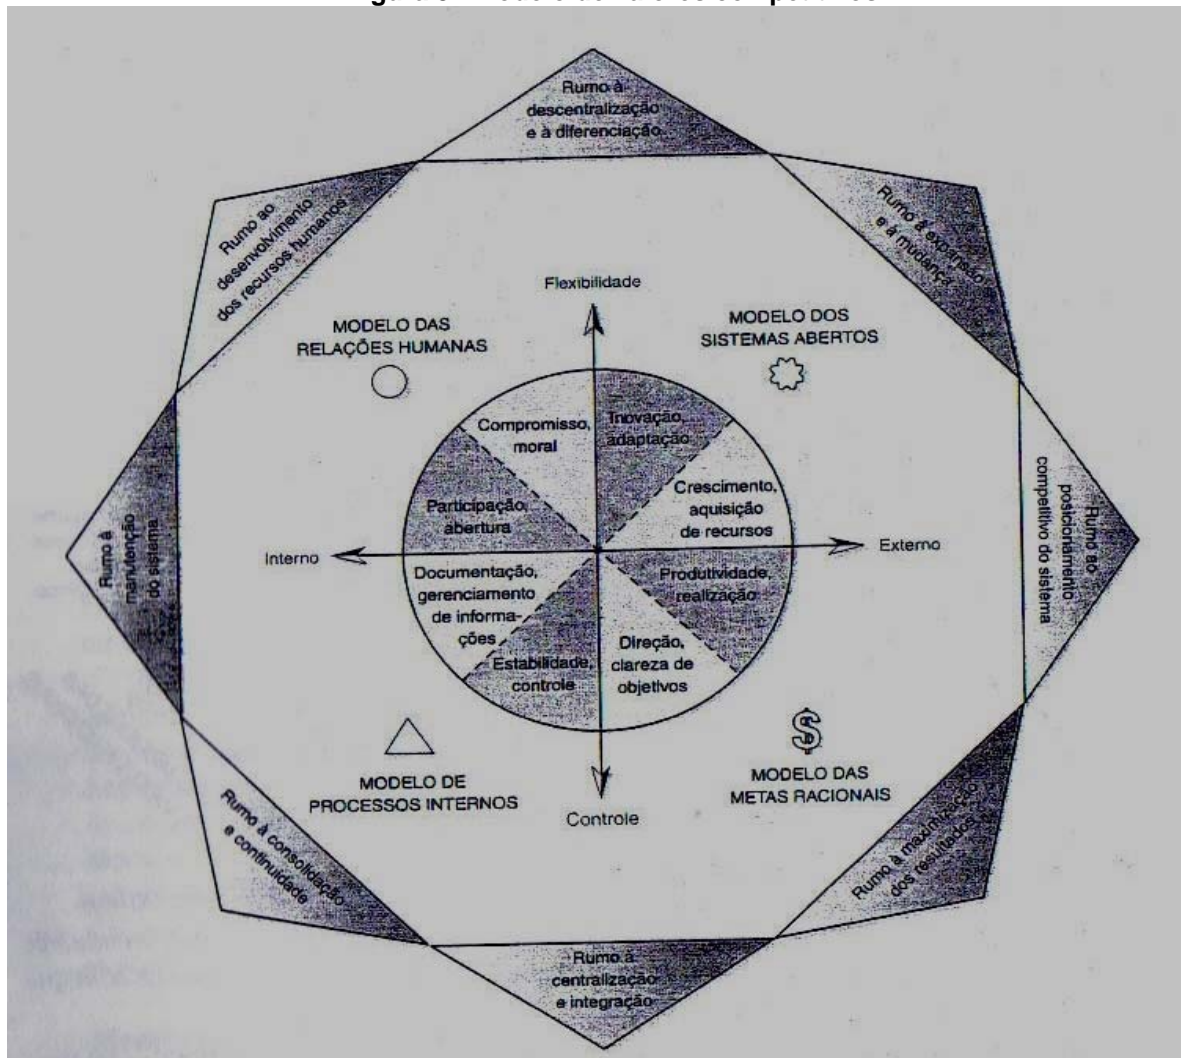 Rumo à
descentralização
e à diferenciação
Rumo ao
desenvolvimento
dos recursos humanos
Rumo à expansão
e à mudança
Flexibilidade
MODELO DAS
RELAÇÕES HUMANAS
MODELO DOS
SISTEMAS ABERTOS
Compromisso,
moral
Inovação,
adaptação
Participação,
abertura
Crescimento,
aquisição
de recursos
Rumo à
manutenção
do sistema
Interno
Externo
Rumo ao
posicionamento
competitivo do sistema
Documentação,
gerenciamento
de informa-
ções
Produtividade,
realização
Estabilidade,
controle
Direção,
clareza de
objetivos
$
MODELO DE
PROCESSOS INTERNOS
MODELO DAS
METAS RACIONAIS
Controle
Rumo à consolidação
e continuidade
Rumo à maximização
dos resultados
Rumo à
centralização
e integração